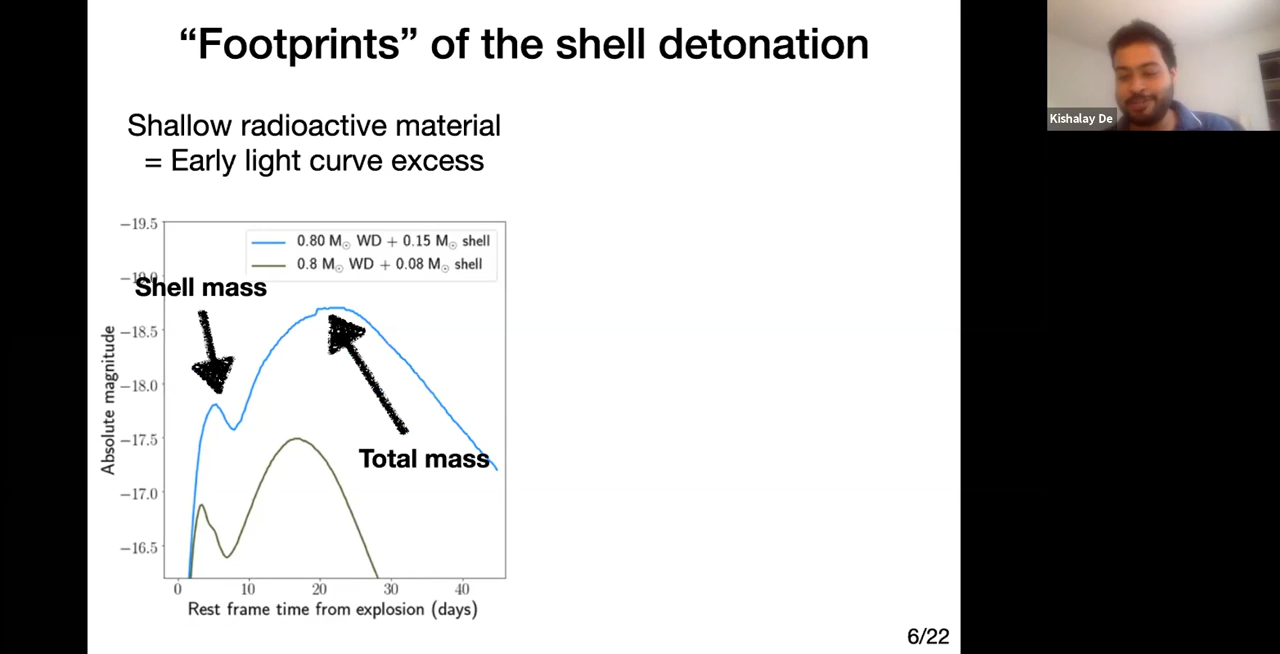 “Footprints” of the shell detonation
Kishalay De
Shallow radioactive material
= Early light curve excess
−19.5
−19.0
−18.5
−18.0
−17.5
−17.0
−16.5
Absolute magnitude
0.80 M☉ WD + 0.15 M☉ shell
0.8 M☉ WD + 0.08 M☉ shell
Shell mass
Total mass
0 10 20 30 40
Rest frame time from explosion (days)
6/22